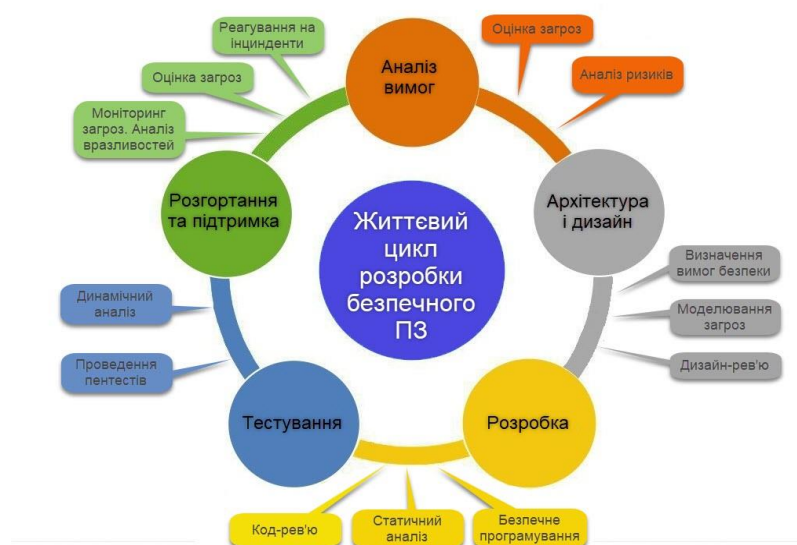 Реагування на
інцинденти
Оцінка загроз
Моніторинг
загроз. Аналіз
вразливостей
Аналіз
вимог
Оцінка загроз
Аналіз ризиків
Розгортання
та підтримка
Життєвий
цикл
розробки
безпечного
ПЗ
Архітектура
і дизайн
Визначення
вимог безпеки
Моделювання
загроз
Дизайн-рев'ю
Динамічний
аналіз
Проведення
пентестів
Тестування
Розробка
Код-рев'ю
Статичний
аналіз
Безпечне
програмування